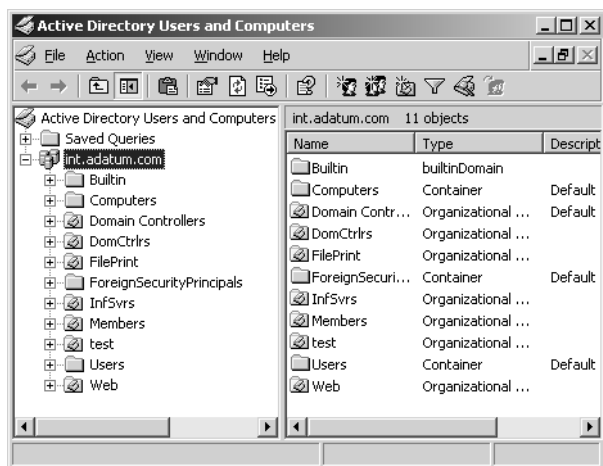 Active Directory Users and Computers
File Action View Window Help
Active Directory Users and Computers
Saved Queries
int.adatum.com
Builtin
Computers
Domain Controllers
DomCtrlrs
FilePrint
ForeignSecurityPrincipals
InfSvrs
Members
test
Users
Web
int.adatum.com 11 objects
Name Type Descript
Builtin builtinDomain
Computers Container Default
Domain Contr... Organizational ... Default
DomCtrlrs Organizational ...
FilePrint Organizational ...
ForeignSecuri... Container Default
InfSvrs Organizational ...
Members Organizational ...
test Organizational ...
Users Container Default
Web Organizational ...